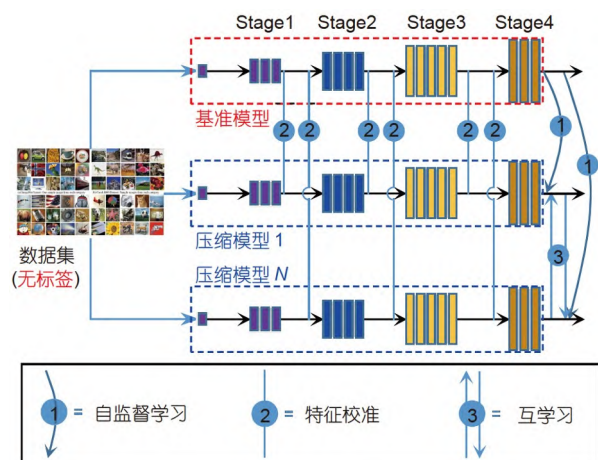 Stage1 Stage2 Stage3 Stage4
基准模型
2 2 2 2 2 2
1
1
数据集
(无标签)
压缩模型 1
压缩模型 N
3
1 = 自监督学习
2 = 特征校准
3 = 互学习